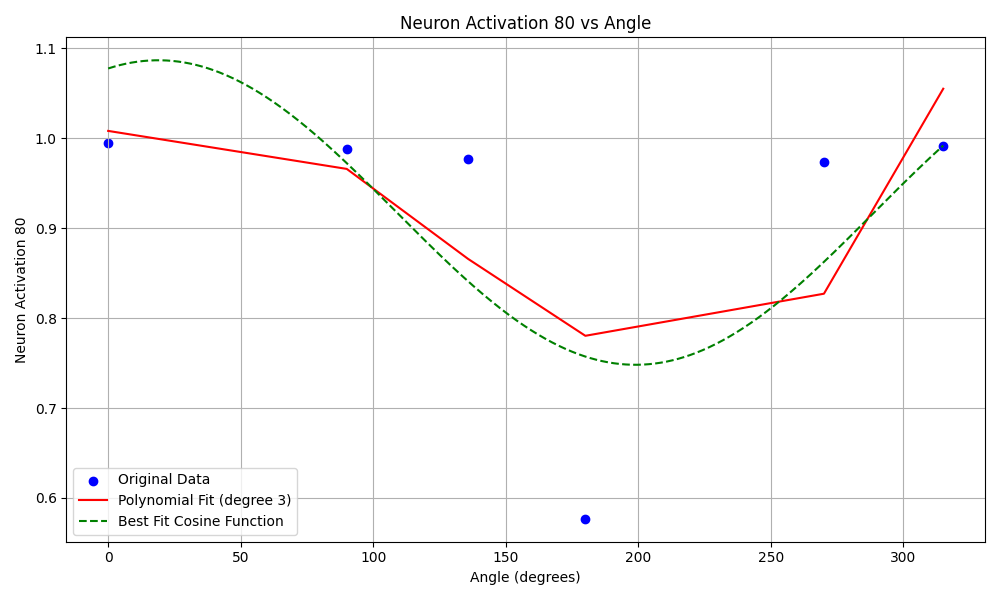 Neuron Activation 80 vs Angle
Neuron Activation 80
1.1
1.0
0.9
0.8
0.7
0.6
Original Data
Polynomial Fit (degree 3)
Best Fit Cosine Function
0 50 100 150 200 250 300
Angle (degrees)